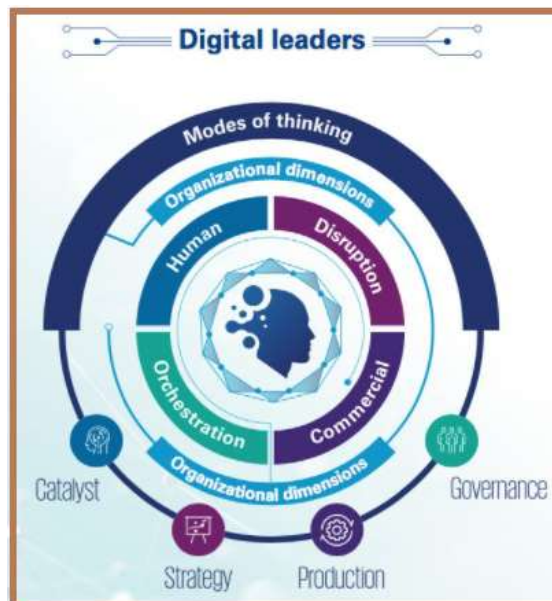 Digital leaders
Modes of thinking
Organizational dimensions
Human
Disruption
Orchestration
Commercial
Organizational dimensions
Catalyst
Governance
Strategy
Production